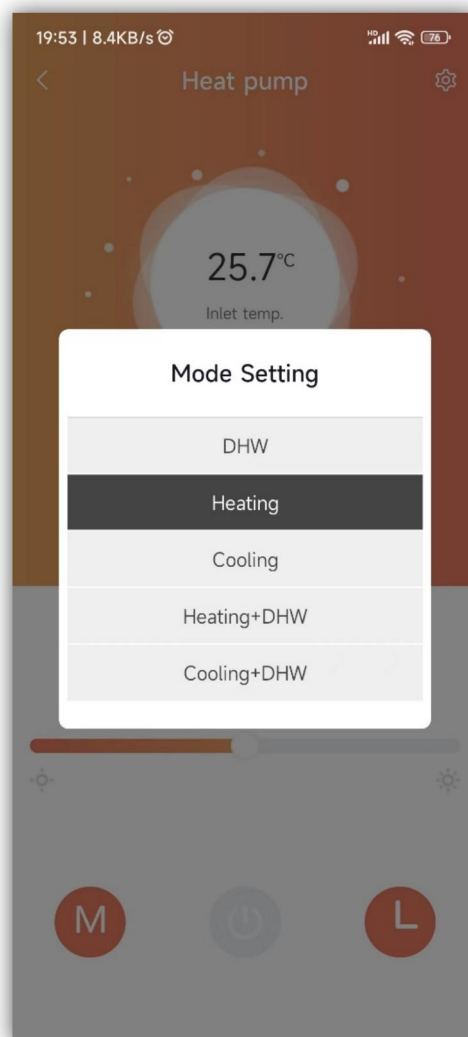 19:53 | 8.4KB/s
HD 76
Heat pump
25.7°C
Inlet temp.
Mode Setting
DHW
Heating
Cooling
Heating+DHW
Cooling+DHW
M